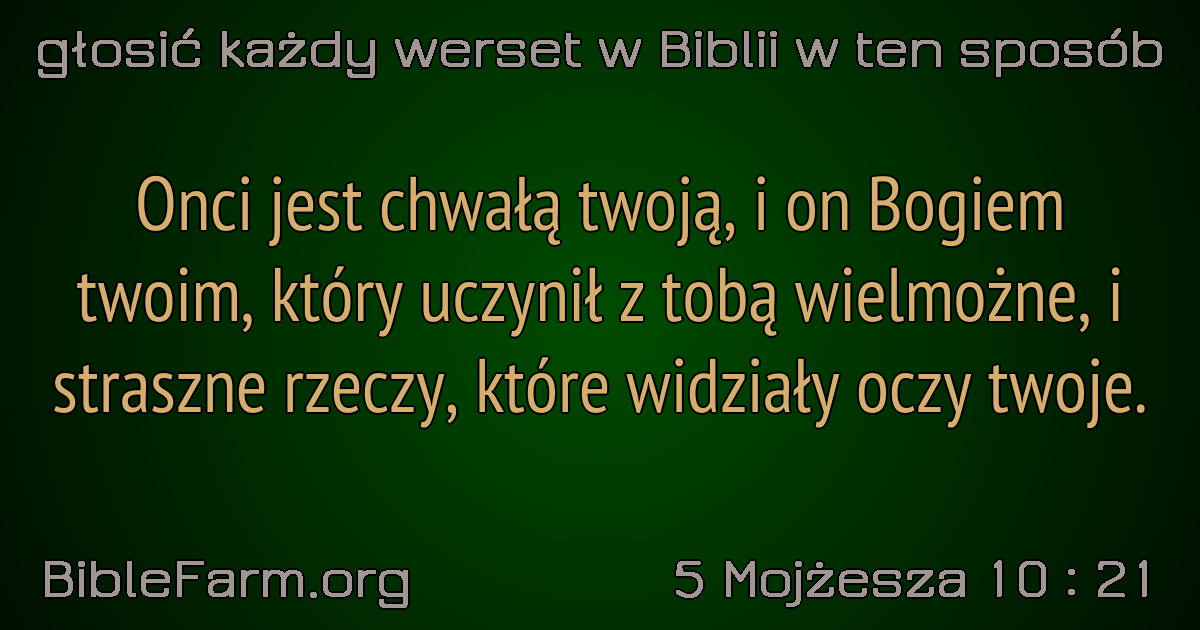 głosić każdy werset w Biblii w ten sposób
Onci jest chwałą twoją, i on Bogiem
twoim, który uczynił z tobą wielmożne, i
straszne rzeczy, które widziały oczy twoje.
BibleFarm.org
5 Mojżesza 10 : 21